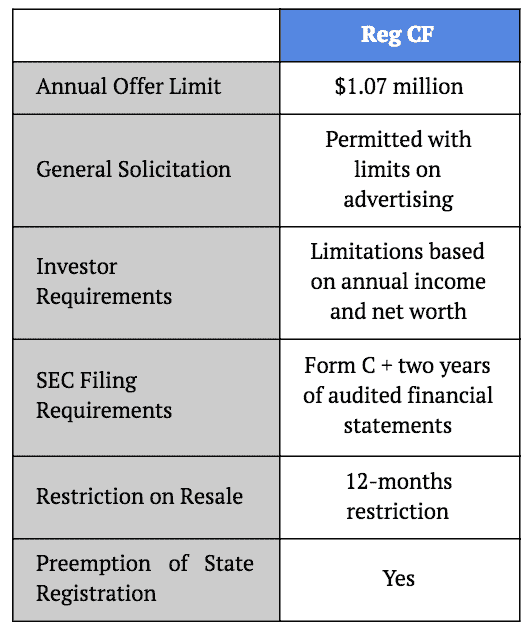 Reg CF
Annual Offer Limit
$1.07 million
General Solicitation
Permitted with
limits on
advertising
Investor
Requirements
Limitations based
on annual income
and net worth
SEC Filing
Requirements
Form C + two years
of audited financial
statements
Restriction on Resale
12-months
restriction
Preemption of State
Registration
Yes